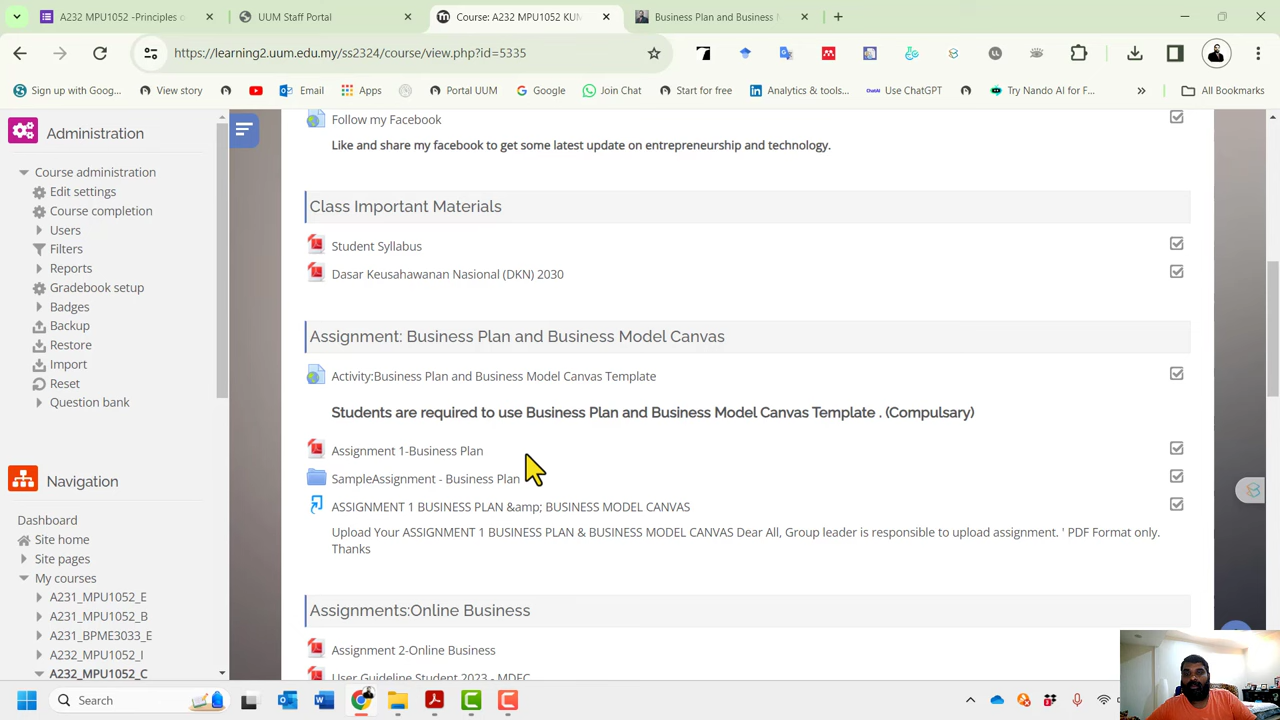 A232 MPU1052 -Principles o
UUM Staff Portal
Course: A232 MPU1052 KUM
Business Plan and Business M
https://learning2.uum.edu.my/ss2324/course/view.php?id=5335
Sign up with Goog...
View story
Email
Apps
Portal UUM
Google
Join Chat
Start for free
Analytics & tools...
ChatAI
Use ChatGPT
Try Nando AI for F...
»
All Bookmarks
Administration
Course administration
Edit settings
Course completion
Users
Filters
Reports
Gradebook setup
Badges
Backup
Restore
Import
Reset
Question bank
Navigation
Dashboard
Site home
Site pages
My courses
A231_MPU1052_E
A231_MPU1052_B
A231_BPME3033_E
A232_MPU1052_I
A232_MPU1052_C
Follow my Facebook
Like and share my facebook to get some latest update on entrepreneurship and technology.
Class Important Materials
Student Syllabus
Dasar Keusahawanan Nasional (DKN) 2030
Assignment: Business Plan and Business Model Canvas
Activity:Business Plan and Business Model Canvas Template
Students are required to use Business Plan and Business Model Canvas Template . (Compulsary)
Assignment 1-Business Plan
SampleAssignment - Business Plan
ASSIGNMENT 1 BUSINESS PLAN &amp; BUSINESS MODEL CANVAS
Upload Your ASSIGNMENT 1 BUSINESS PLAN & BUSINESS MODEL CANVAS Dear All, Group leader is responsible to upload assignment. ' PDF Format only.
Thanks
Assignments:Online Business
Assignment 2-Online Business
User Guideline Student 2023 - MDEC
Search